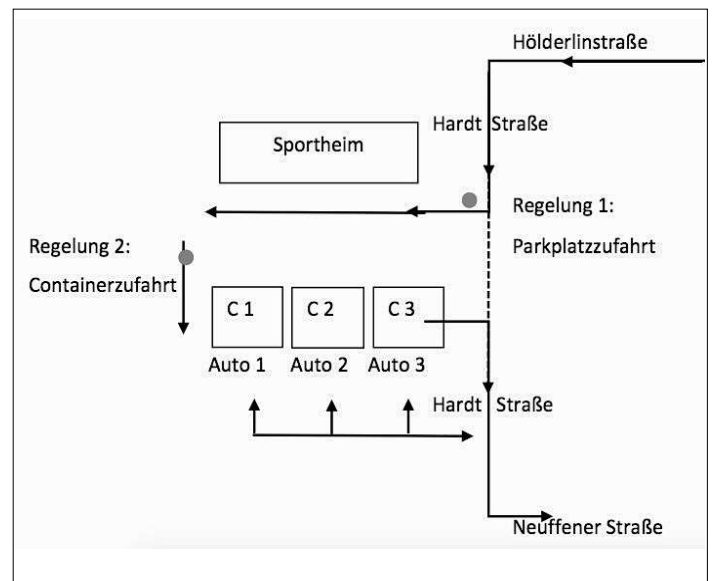 Hölderlinstraße
Hardt Straße
Sportheim
Regelung 1:
Parkplatzzufahrt
Regelung 2:
Containerzufahrt
C 1 C 2 C 3
Auto 1 Auto 2 Auto 3
Hardt Straße
Neuffener Straße